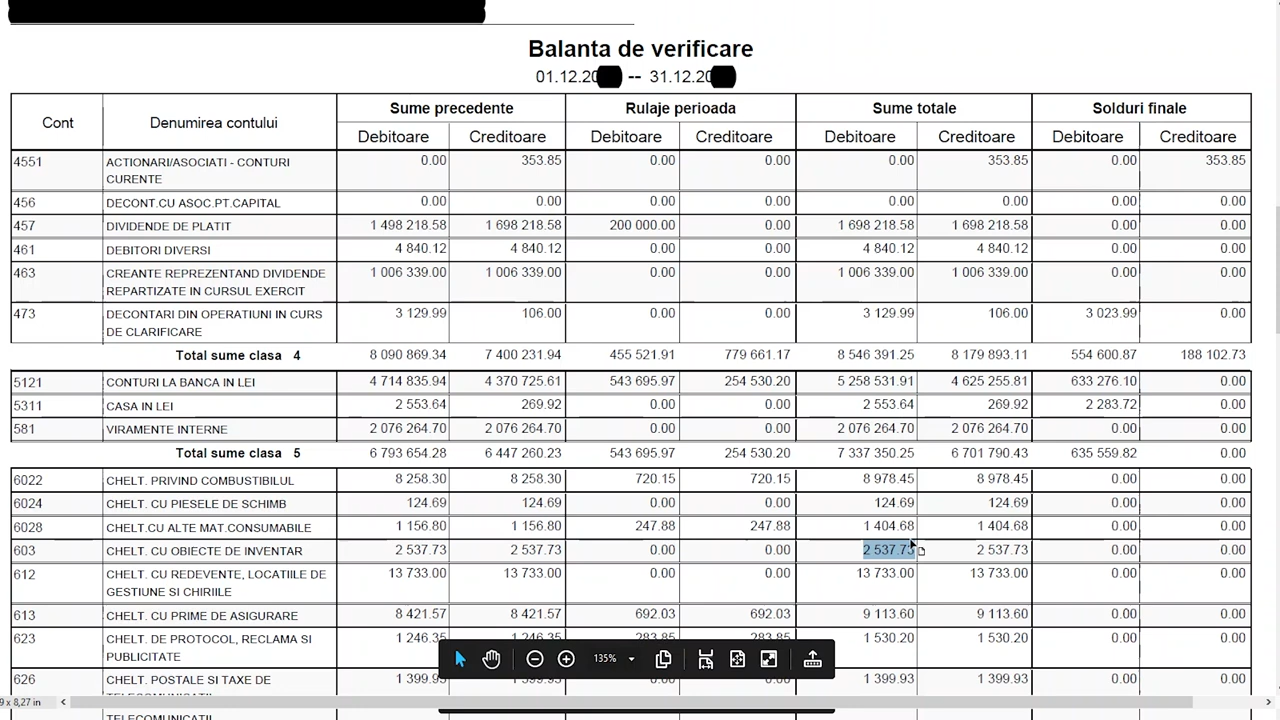 Balanta de verificare
01.12.20 -- 31.12.20
Cont Denumirea contului Sume precedente Rulaje perioada Sume totale Solduri finale
Debitoare Creditoare Debitoare Creditoare Debitoare Creditoare Debitoare Creditoare
4551 ACTIONARI/ASOCIATI - CONTURI 0.00 353.85 0.00 0.00 0.00 353.85 0.00 353.85
CURENTE
456 DECONT.CU ASOC.PT.CAPITAL 0.00 0.00 0.00 0.00 0.00 0.00 0.00 0.00
457 DIVIDENDE DE PLATIT 1 498 218.58 1 698 218.58 200 000.00 0.00 1 698 218.58 1 698 218.58 0.00 0.00
461 DEBITORI DIVERSI 4 840.12 4 840.12 0.00 0.00 4 840.12 4 840.12 0.00 0.00
463 CREANTE REPREZENTAND DIVIDENDE 1 006 339.00 1 006 339.00 0.00 0.00 1 006 339.00 1 006 339.00 0.00 0.00
REPARTIZATE IN CURSUL EXERCIT
473 DECONTARI DIN OPERATIUNI IN CURS 3 129.99 106.00 0.00 0.00 3 129.99 106.00 3 023.99 0.00
DE CLARIFICARE
Total sume clasa 4 8 090 869.34 7 400 231.94 455 521.91 779 661.17 8 546 391.25 8 179 893.11 554 600.87 188 102.73
5121 CONTURI LA BANCA IN LEI 4 714 835.94 4 370 725.61 543 695.97 254 530.20 5 258 531.91 4 625 255.81 633 276.10 0.00
5311 CASA IN LEI 2 553.64 269.92 0.00 0.00 2 553.64 269.92 2 283.72 0.00
581 VIRAMENTE INTERNE 2 076 264.70 2 076 264.70 0.00 0.00 2 076 264.70 2 076 264.70 0.00 0.00
Total sume clasa 5 6 793 654.28 6 447 260.23 543 695.97 254 530.20 7 337 350.25 6 701 790.43 635 559.82 0.00
6022 CHELT. PRIVIND COMBUSTIBILUL 8 258.30 8 258.30 720.15 720.15 8 978.45 8 978.45 0.00 0.00
6024 CHELT. CU PIESELE DE SCHIMB 124.69 124.69 0.00 0.00 124.69 124.69 0.00 0.00
6028 CHELT.CU ALTE MAT.CONSUMABILE 1 156.80 1 156.80 247.88 247.88 1 404.68 1 404.68 0.00 0.00
603 CHELT. CU OBIECTE DE INVENTAR 2 537.73 2 537.73 0.00 0.00 2 537.73 2 537.73 0.00 0.00
612 CHELT. CU REDEVENTE, LOCATIILE DE 13 733.00 13 733.00 0.00 0.00 13 733.00 13 733.00 0.00 0.00
GESTIUNE SI CHIRIILE
613 CHELT. CU PRIME DE ASIGURARE 8 421.57 8 421.57 692.03 692.03 9 113.60 9 113.60 0.00 0.00
623 CHELT. DE PROTOCOL, RECLAMA SI 1 246.35 1 246.35 283.85 283.85 1 530.20 1 530.20 0.00 0.00
PUBLICITATE
135%
626 CHELT. POSTALE SI TAXE DE 1 399.93 1 399.93 0.00 0.00 1 399.93 1 399.93 0.00 0.00
TELECOMUNICATII
9 x 8,27 in
TELECOMUNICATII